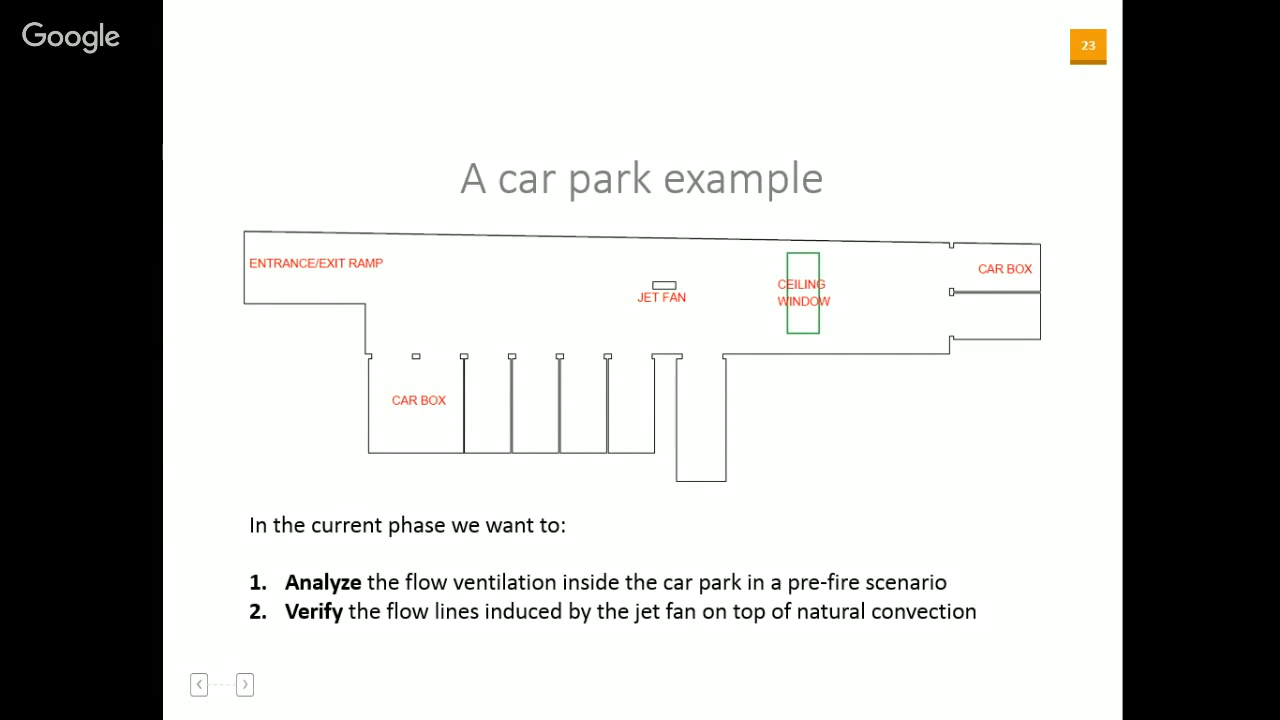 Google
23
A car park example
ENTRANCE/EXIT RAMP
CAR BOX
JET FAN
CEILING
WINDOW
CAR BOX
In the current phase we want to:
1. Analyze the flow ventilation inside the car park in a pre-fire scenario
2. Verify the flow lines induced by the jet fan on top of natural convection